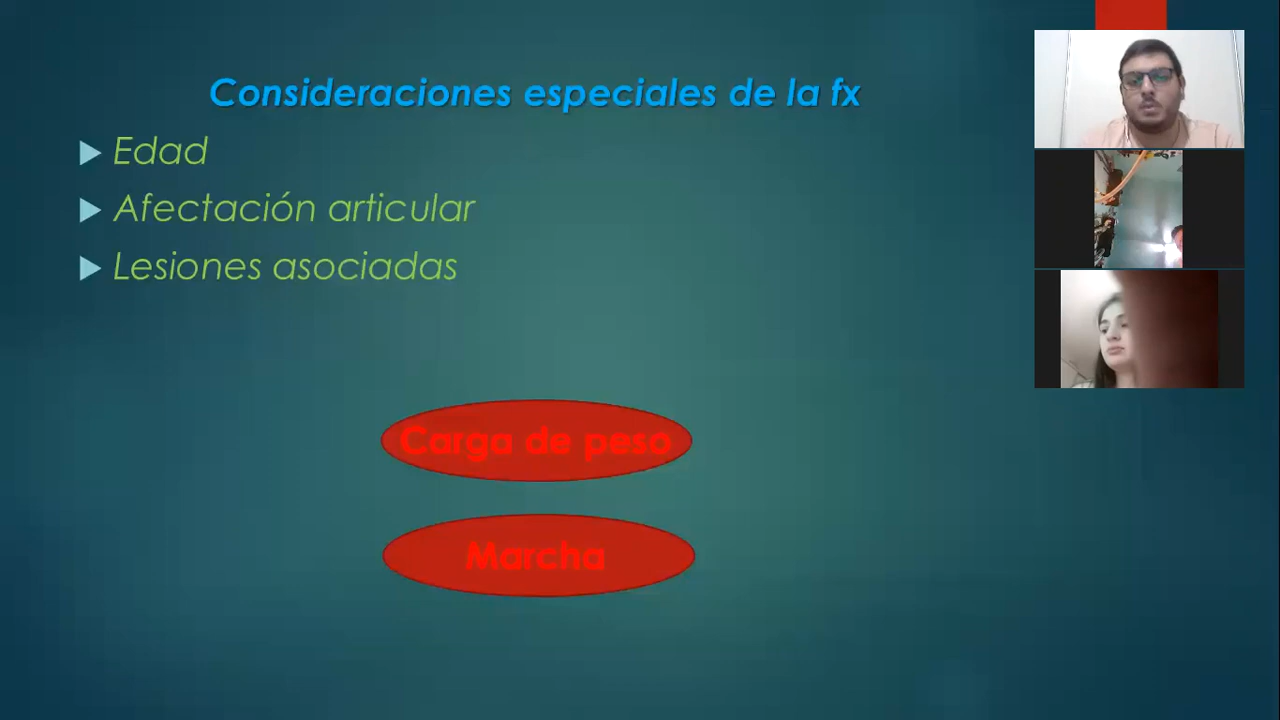 Consideraciones especiales de la fx
Edad
Afectación articular
Lesiones asociadas
Carga de peso
Marcha